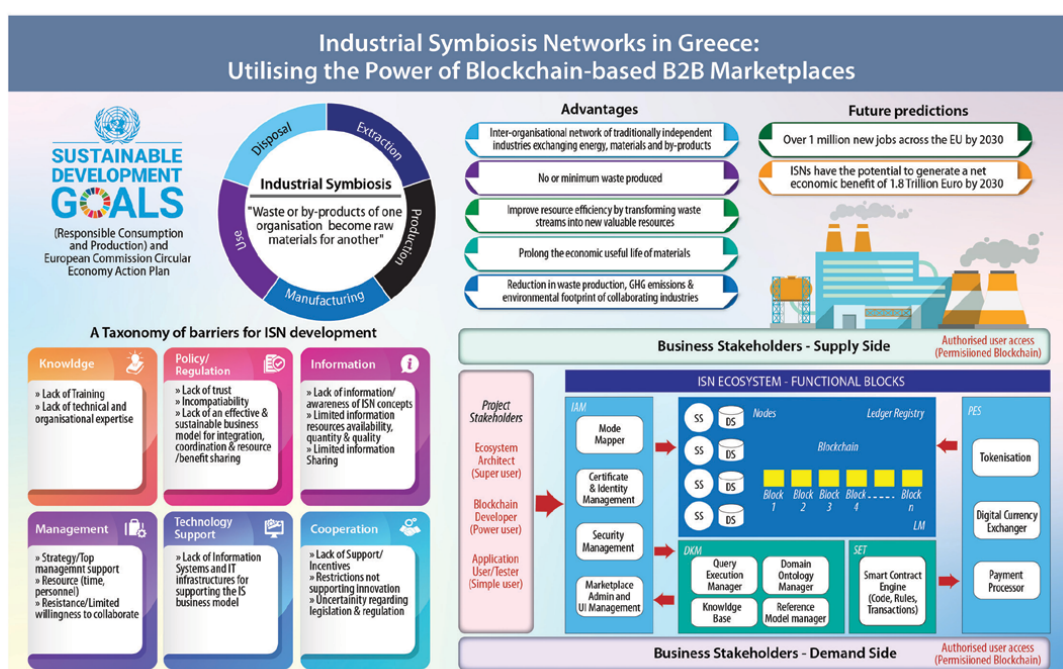 Industrial Symbiosis Networks in Greece:
Utilising the Power of Blockchain-based B2B Marketplaces
SUSTAINABLE
DEVELOPMENT
GOALS
(Responsible Consumption
and Production) and
European Commission Circular
Economy Action Plan
Disposal
Extraction
Production
Manufacturing
Use
Industrial Symbiosis
"Waste or by-products of one
organisation become raw
materials for another"
Advantages
Inter-organisational network of traditionally independent
industries exchanging energy, materials and by-products
No or minimum waste produced
Improve resource efficiency by transforming waste
streams into new valuable resources
Prolong the economic useful life of materials
Reduction in waste production, GHG emissions &
environmental footprint of collaborating industries
Future predictions
Over 1 million new jobs across the EU by 2030
ISNs have the potential to generate a net
economic benefit of 1.8 Trillion Euro by 2030
A Taxonomy of barriers for ISN development
Knowldge
» Lack of Training
» Lack of technical and
organisational expertise
Policy/
Regulation
» Lack of trust
» Incompatibility
» Lack of an effective &
sustainable business
model for integration,
coordination & resource
/benefit sharing
Information
» Lack of information/
awareness of ISN concepts
» Limited information
resources availability,
quantity & quality
» Limited information
Sharing
Management
» Strategy/Top
managemnt support
» Resource (time,
personnel)
» Resistance/Limited
willingness to collaborate
Technology
Support
» Lack of Information
Systems and IT
infrastructures for
supporting the IS
business model
Cooperation
» Lack of Support/
Incentives
» Restrictions not
supporting innovation
» Uncertainity regarding
legislation & regulation
Business Stakeholders - Supply Side
Authorised user access
(Permisiioned Blockchain)
Project
Stakeholders
Ecosystem
Architect
(Super user)
Blockchain
Developer
(Power user)
Application
User/Tester
(Simple user)
ISN ECOSYSTEM - FUNCTIONAL BLOCKS
IAM
Mode
Mapper
Certificate
& Identity
Management
Security
Management
Marketplace
Admin and
UI Management
SS
DS
SS
DS
SS
DS
SS
DS
Nodes
Ledger Registry
Blockchain
Block
1
Block
2
Block
3
Block
4
Block
n
LM
DKM
Query
Execution
Manager
Domain
Ontology
Manager
Knowldge
Base
Reference
Model manager
SET
Smart Contract
Engine
(Code, Rules,
Transactions)
PES
Tokenisation
Digital Currency
Exchanger
Payment
Processor
Business Stakeholders - Demand Side
Authorised user access
(Permisiioned Blockchain)